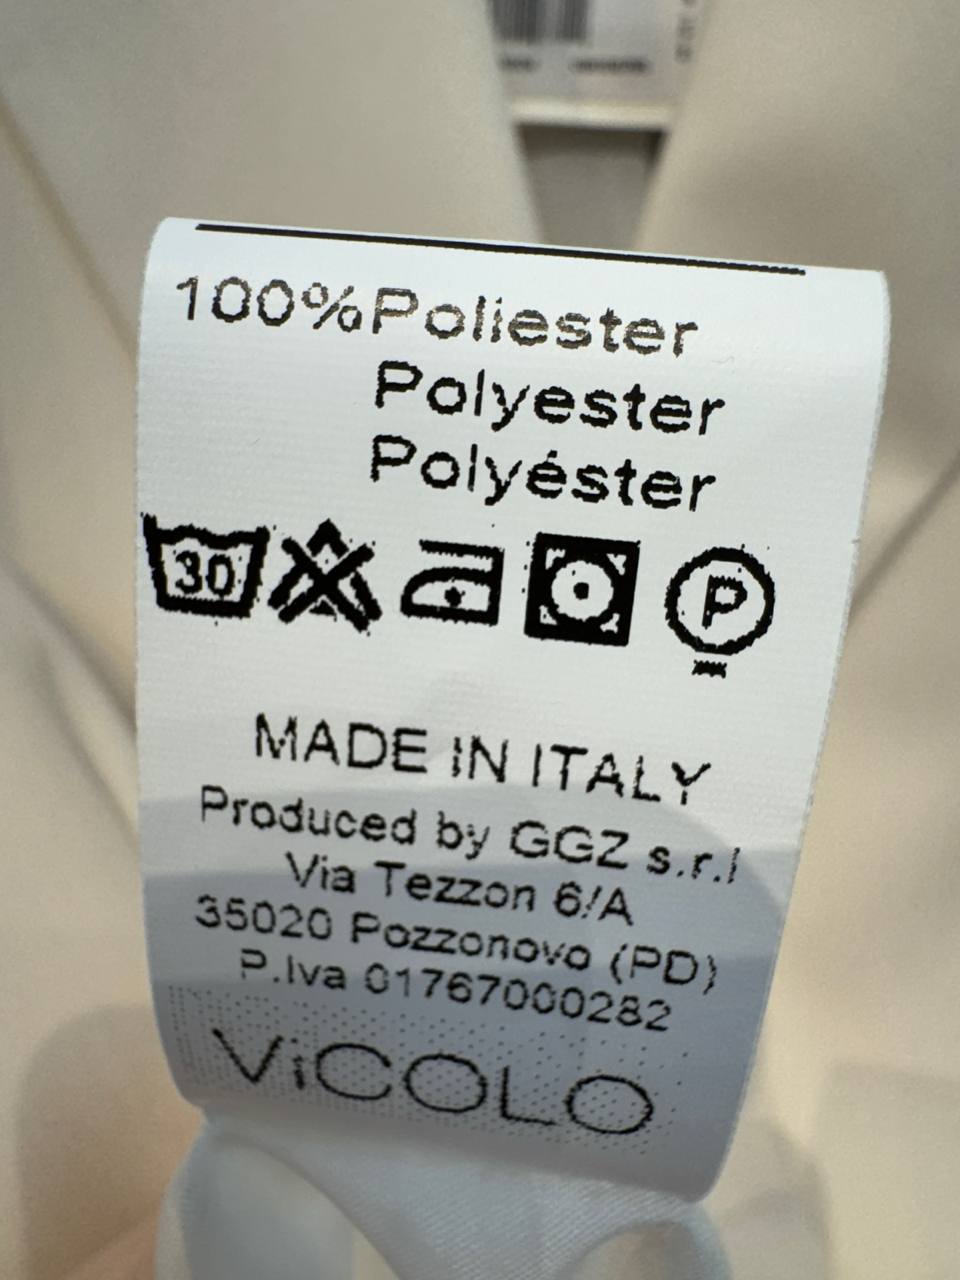 100%Poliester
Polyester
Polyéster
30
P
MADE IN ITALY
Produced by GGZ s.r.l
Via Tezzon 6/A
35020 Pozzonovo (PD)
P.Iva 01767000282
ViCOLO